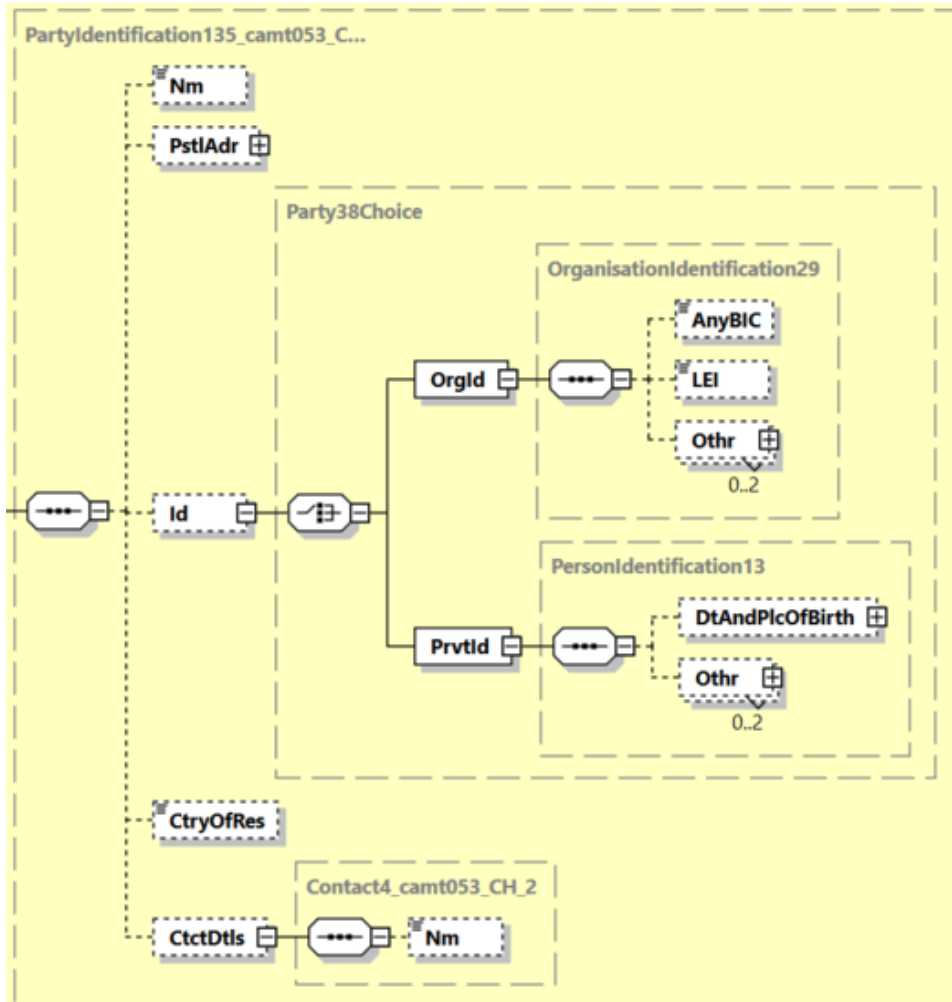 PartyIdentification135_camt053_C...
Nm
PstlAdr
Party38Choice
OrganisationIdentification29
AnyBIC
OrgId
LEI
Othr
0..2
Id
PersonIdentification13
DtAndPlcOfBirth
PrvtId
Othr
0..2
CtryOfRes
Contact4_camt053_CH_2
CtctDtls
Nm